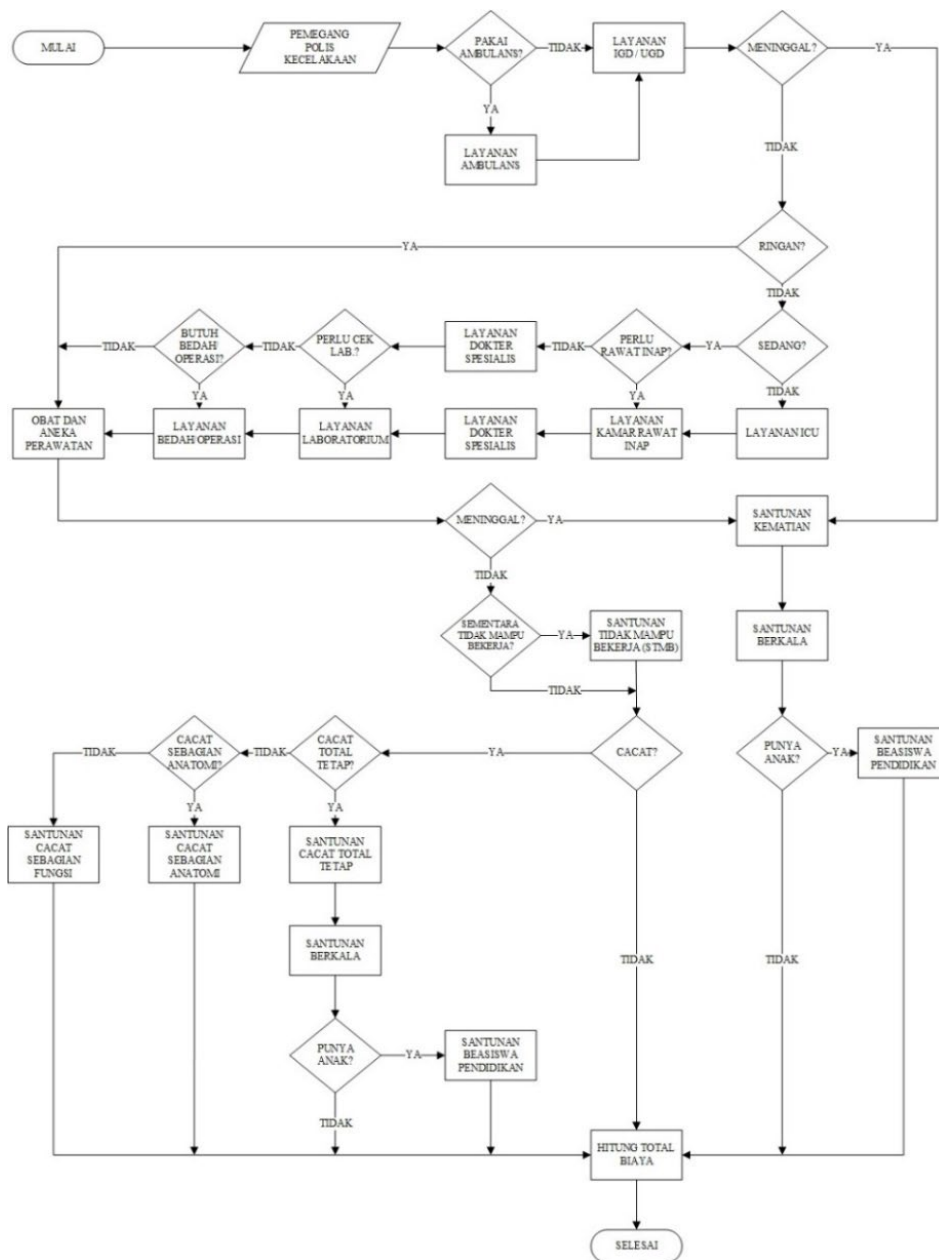 MULAI
PEMEGANG
POLIS
KECELAKAAN
PAKAI
AMBULANS?
TIDAK
LAYANAN
IGD / UGD
MENINGGAL?
YA
YA
LAYANAN
AMBULANS
TIDAK
YA
RINGAN?
TIDAK
BUTUH
BEDAH/
OPERASI?
TIDAK
PERLU CEK
LAB.?
TIDAK
LAYANAN
DOKTER
SPESIALIS
TIDAK
PERLU
RAWAT INAP?
YA
SEDANG?
YA
YA
YA
TIDAK
OBAT DAN
ANEKA
PERAWATAN
LAYANAN
BEDAH/OPERASI
LAYANAN
LABORATORIUM
LAYANAN
DOKTER
SPESIALIS
LAYANAN
KAMAR RAWAT
INAP
LAYANAN ICU
MENINGGAL?
YA
SANTUNAN
KEMATIAN
TIDAK
SEMENTARA
TIDAK MAMPU
BEKERJA?
YA
SANTUNAN
TIDAK MAMPU
BEKERJA (STMB)
SANTUNAN
BERKALA
TIDAK
TIDAK
CACAT
SEBAGIAN
ANATOMI?
TIDAK
CACAT
TOTAL
TETAP?
YA
CACAT?
PUNYA
ANAK?
YA
SANTUNAN
BEASISWA
PENDIDIKAN
YA
YA
SANTUNAN
CACAT
SEBAGIAN
FUNGSI
SANTUNAN
CACAT
SEBAGIAN
ANATOMI
SANTUNAN
CACAT TOTAL
TETAP
SANTUNAN
BERKALA
TIDAK
TIDAK
PUNYA
ANAK?
YA
SANTUNAN
BEASISWA
PENDIDIKAN
TIDAK
HITUNG TOTAL
BIAYA
SELESAI